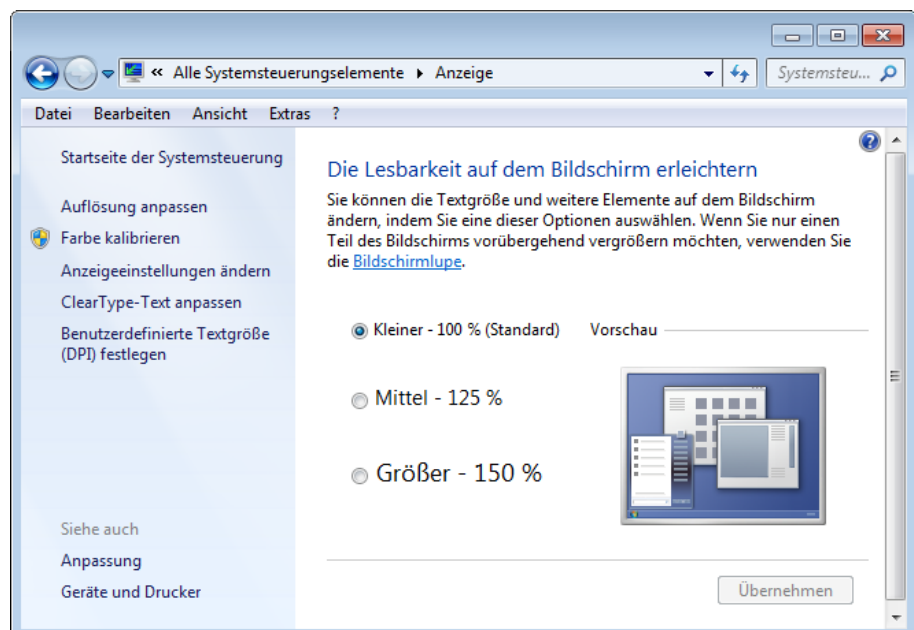 « Alle Systemsteuerungselemente Anzeige Systemsteu...
Datei Bearbeiten Ansicht Extras ?
Startseite der Systemsteuerung
Auflösung anpassen
Farbe kalibrieren
Anzeigeeinstellungen ändern
ClearType-Text anpassen
Benutzerdefinierte Textgröße
(DPI) festlegen
Siehe auch
Anpassung
Geräte und Drucker
Die Lesbarkeit auf dem Bildschirm erleichtern
Sie können die Textgröße und weitere Elemente auf dem Bildschirm
ändern, indem Sie eine dieser Optionen auswählen. Wenn Sie nur einen
Teil des Bildschirms vorübergehend vergrößern möchten, verwenden Sie
die Bildschirmlupe.
Kleiner - 100 % (Standard) Vorschau
Mittel - 125 %
Größer - 150 %
Übernehmen